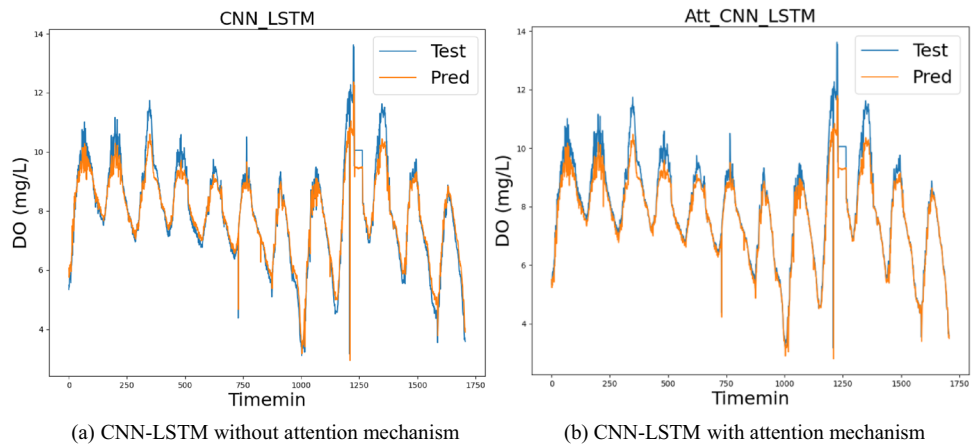 CNN_LSTM
14
12
10
8
6
4
DO (mg/L)
Test
Pred
0
250
500
750
1000
1250
1500
1750
Timemin
(a) CNN-LSTM without attention mechanism
Att_CNN_LSTM
14
12
10
8
6
4
DO (mg/L)
Test
Pred
0
250
500
750
1000
1250
1500
1750
Timemin
(b) CNN-LSTM with attention mechanism